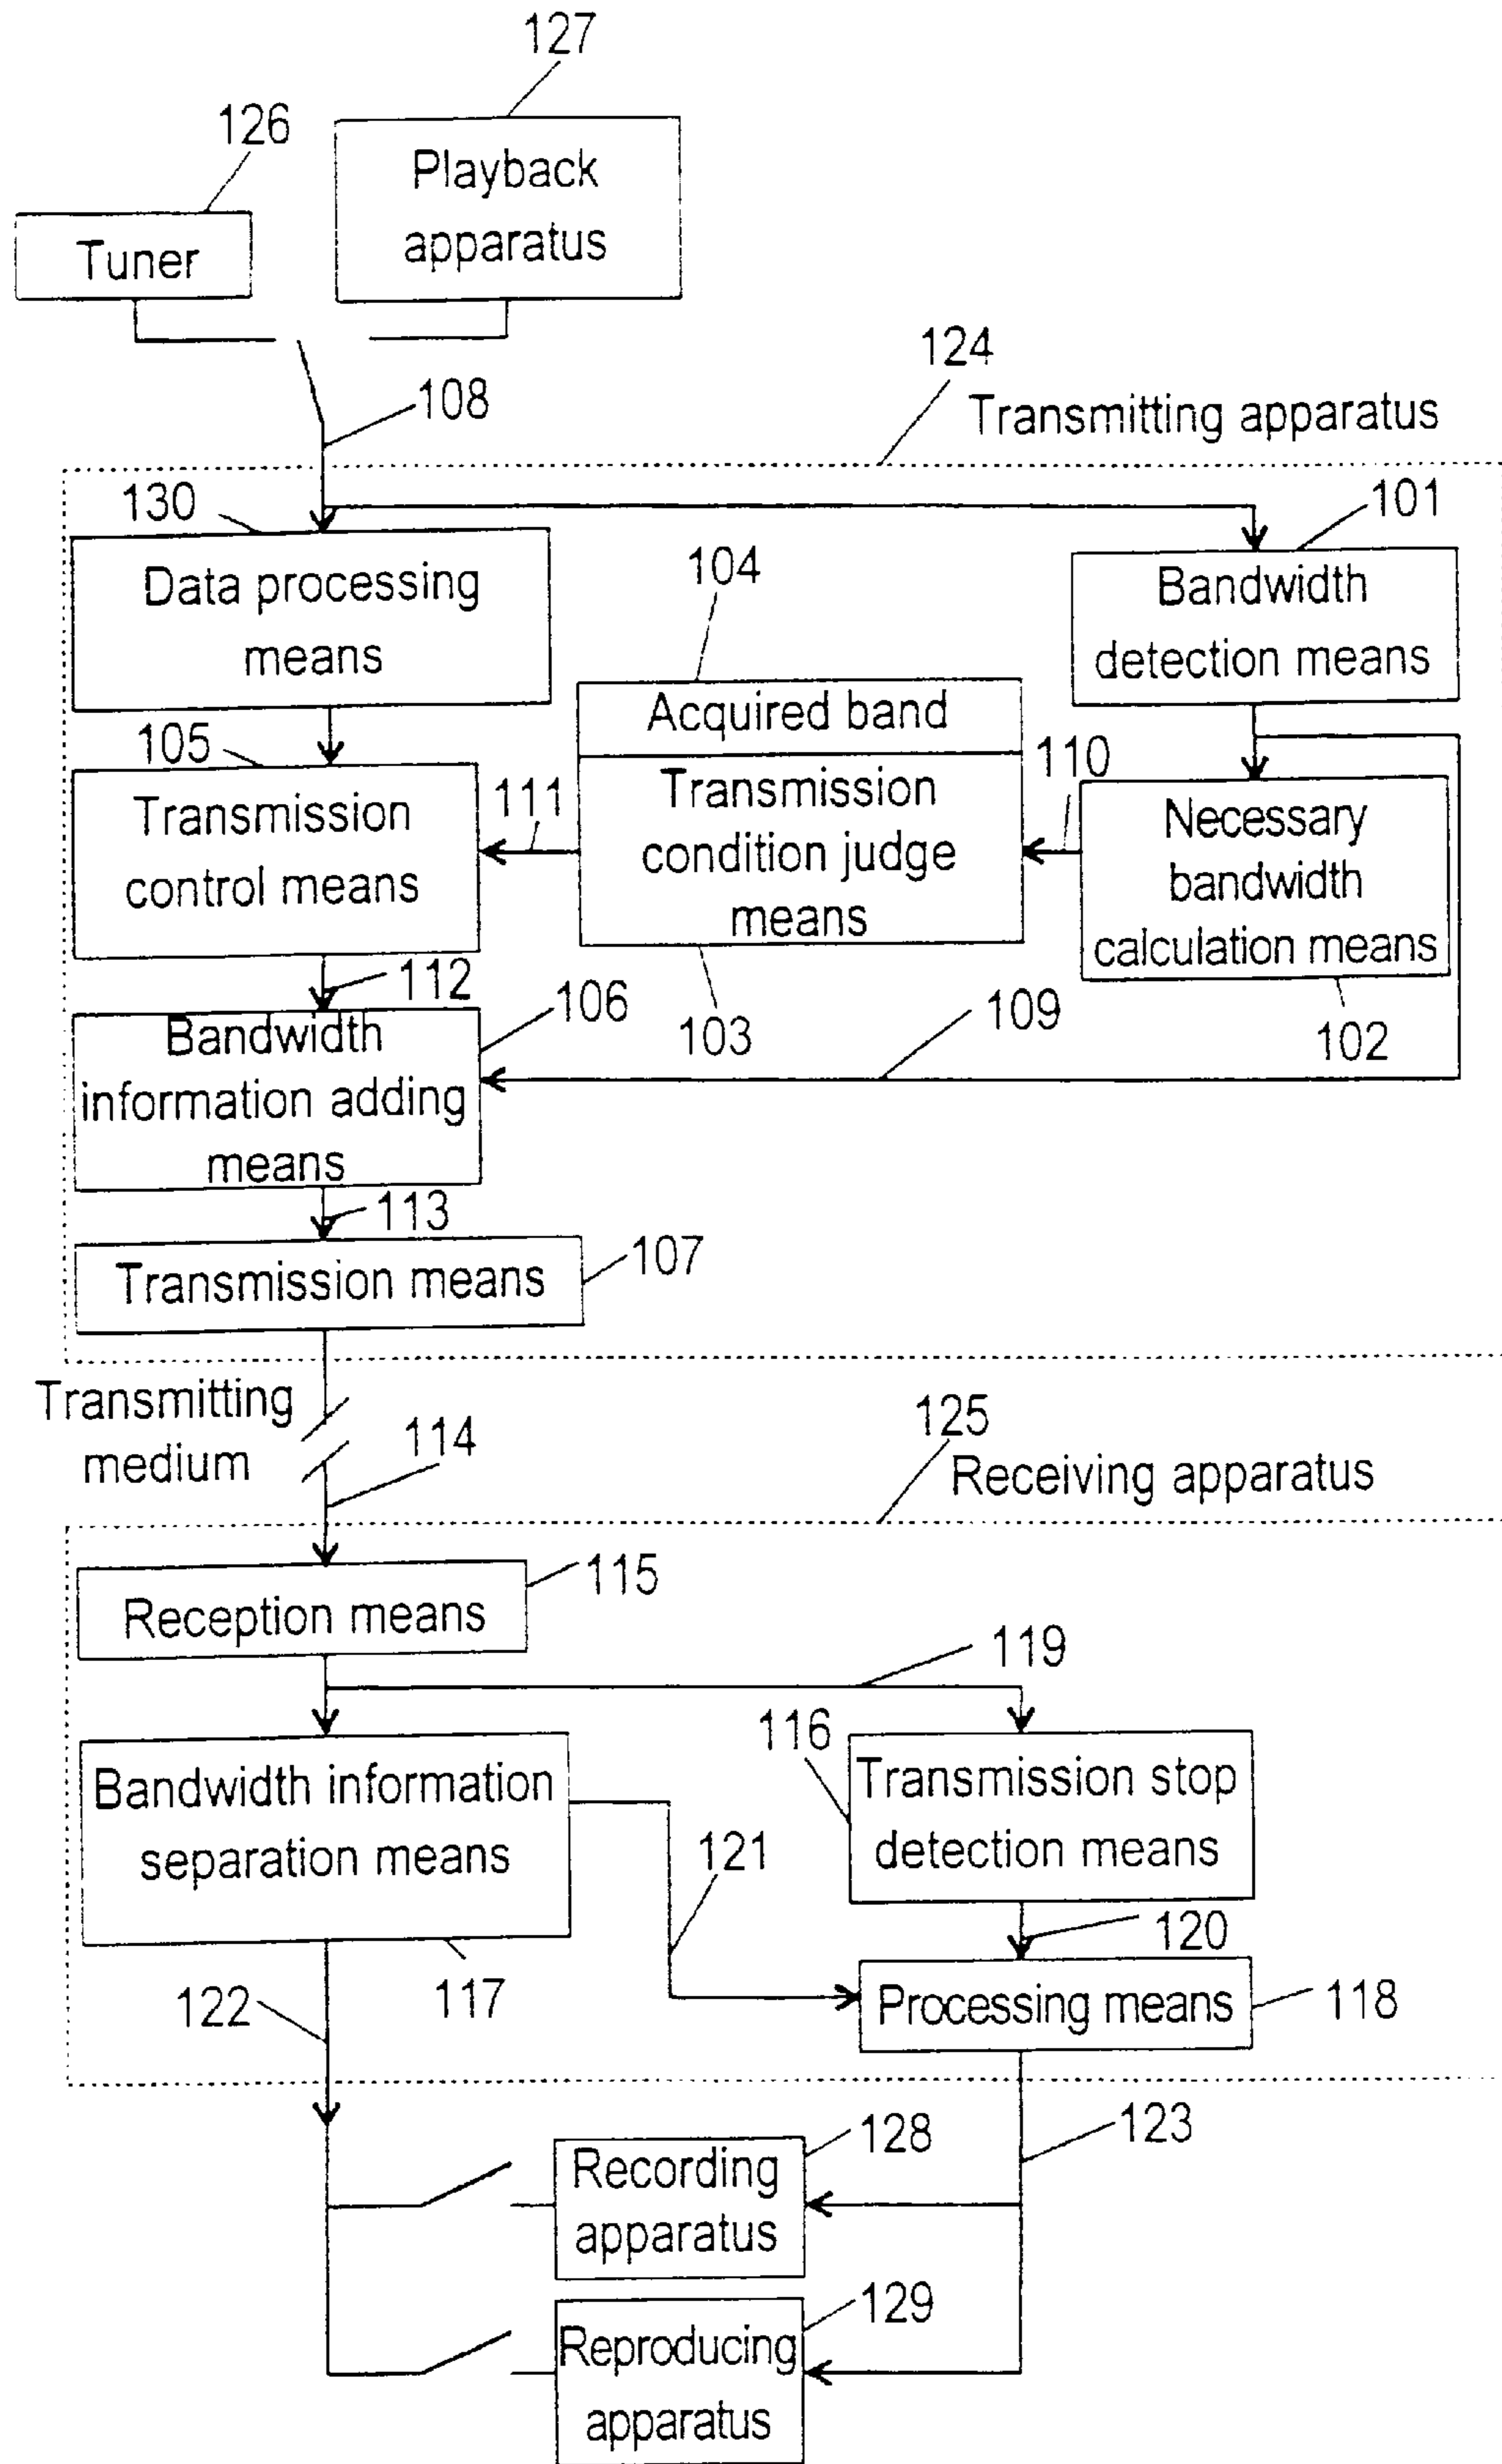 127
126
Playback
apparatus
Tuner
124
108
Transmitting apparatus
130
101
Data processing
means
104
Bandwidth
detection means
Acquired band
105
110
Transmission
control means
111
Transmission
condition judge
means
Necessary
bandwidth
calculation means
112
106
103
109
102
Bandwidth
information adding
means
113
Transmission means
107
Transmitting
medium
114
125
Receiving apparatus
115
Reception means
119
116
Bandwidth information
separation means
Transmission stop
detection means
121
120
122
117
Processing means
118
123
128
Recording
apparatus
129
Reproducing
apparatus